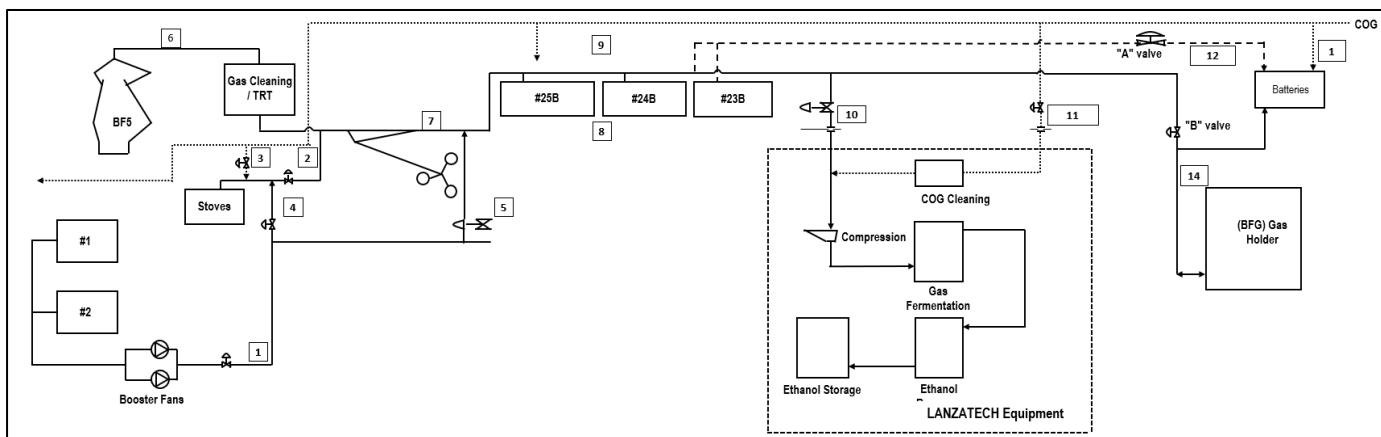 COG
6
9
"A" valve
12
1
Gas Cleaning
/ TRT
BF5
#25B
#24B
#23B
Batteries
7
8
10
11
"B" valve
3
2
Stoves
4
5
14
COG Cleaning
Compression
(BFG) Gas
Holder
#1
#2
Gas
Fermentation
1
Booster Fans
Ethanol Storage
Ethanol
LANZATECH Equipment